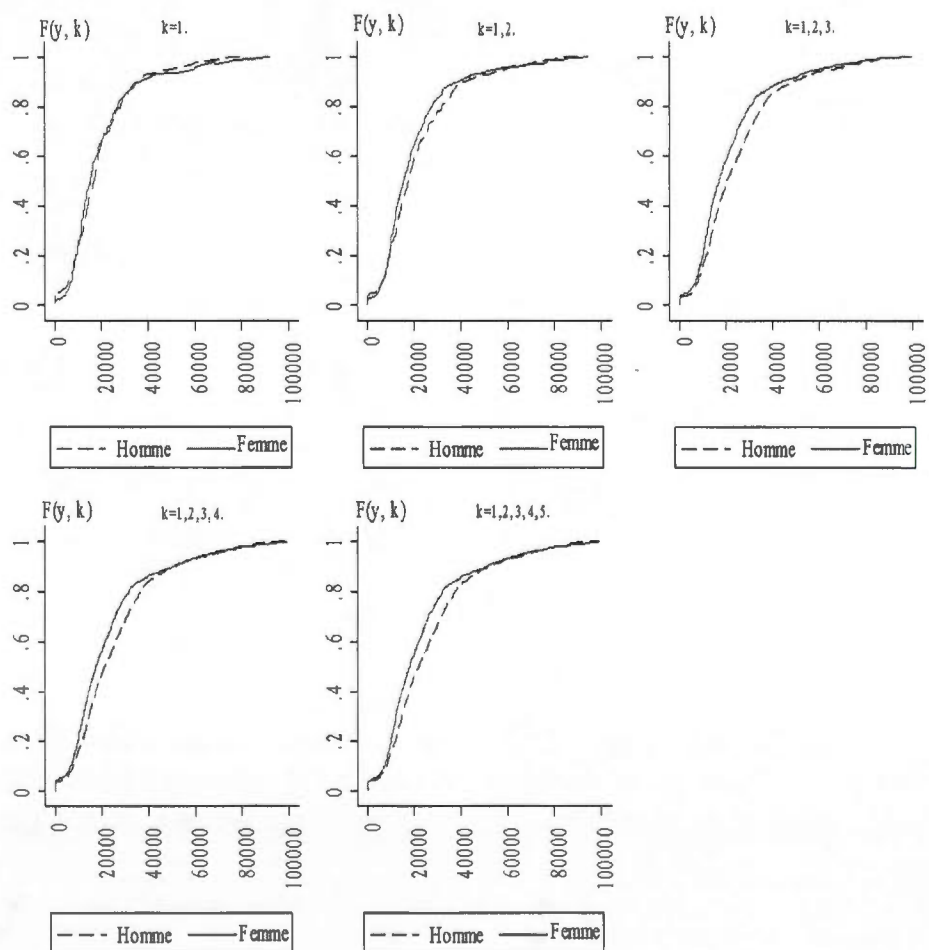 F(y, k) k=1.
0 .2 .4 .6 .8 1
0 20000 40000 60000 80000 100000
Homme Femme
F(y, k) k=1,2.
0 .2 .4 .6 .8 1
0 20000 40000 60000 80000 100000
Homme Femme
F(y, k) k=1,2,3.
0 .2 .4 .6 .8 1
0 20000 40000 60000 80000 100000
Homme Femme
F(y, k) k=1,2,3,4.
0 .2 .4 .6 .8 1
0 20000 40000 60000 80000 100000
Homme Femme
F(y, k) k=1,2,3,4,5.
0 .2 .4 .6 .8 1
0 20000 40000 60000 80000 100000
Homme Femme